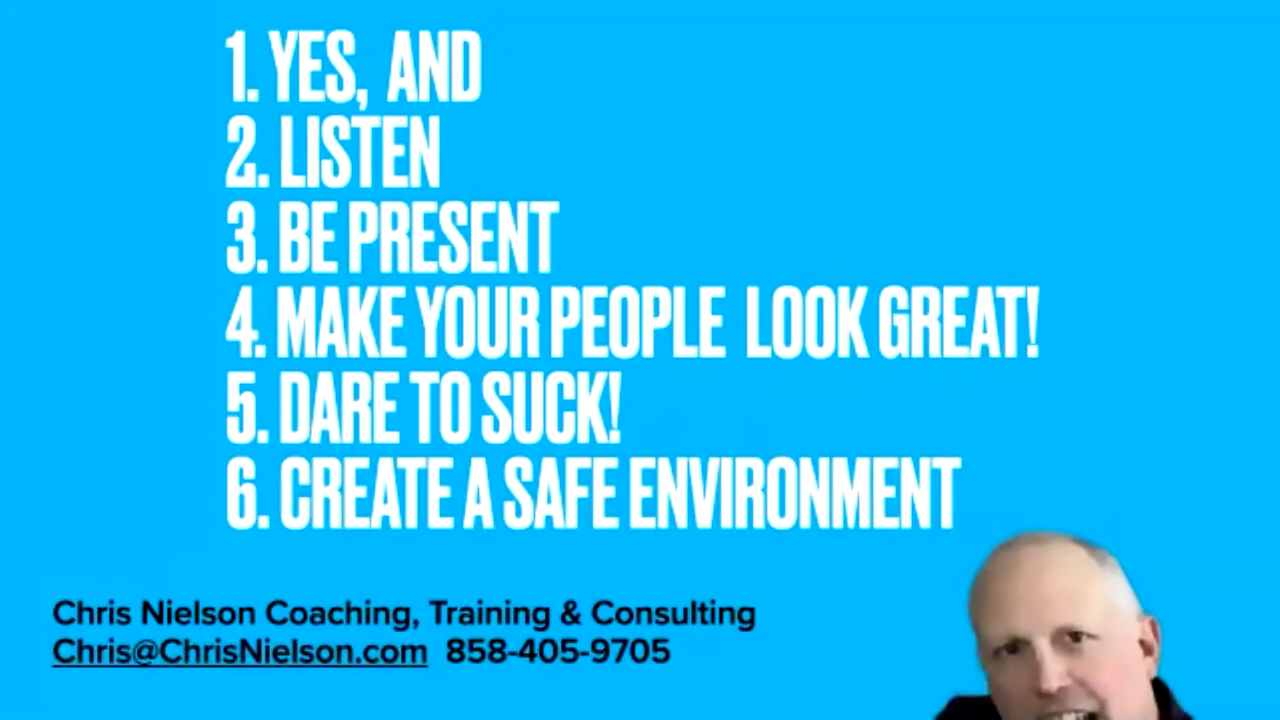 1. YES, AND
2. LISTEN
3. BE PRESENT
4. MAKE YOUR PEOPLE LOOK GREAT!
5. DARE TO SUCK!
6. CREATE A SAFE ENVIRONMENT
Chris Nielson Coaching, Training & Consulting
Chris@ChrisNielson.com 858-405-9705